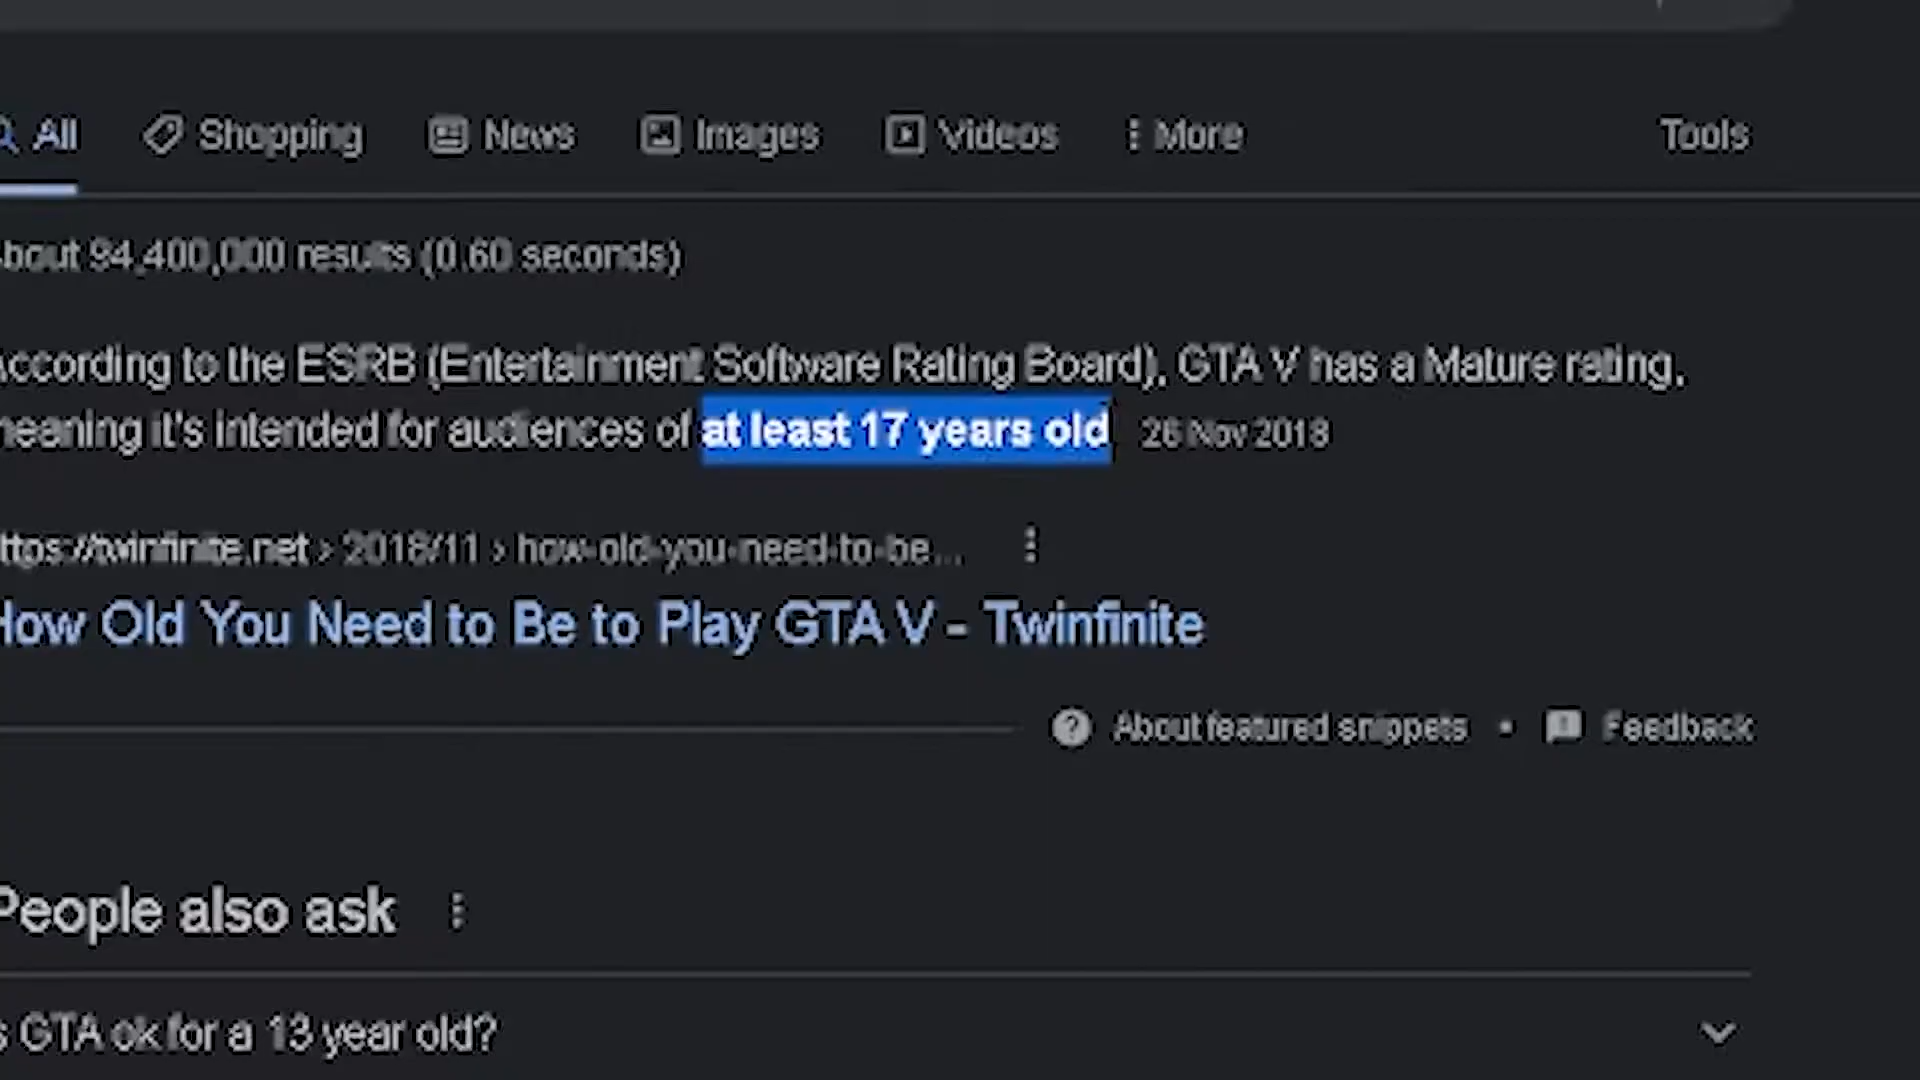 All Shopping News Images Videos More Tools
bout 94,400,000 results (0.60 seconds)
According to the ESRB (Entertainment Software Rating Board), GTA V has a Mature rating,
meaning it's intended for audiences of at least 17 years old 26 Nov 2018
ttps://twinfinite.net › 2018/11 › how-old-you-need-to-be...
How Old You Need to Be to Play GTA V - Twinfinite
About featured snippets • Feedback
People also ask
s GTA ok for a 13 year old?